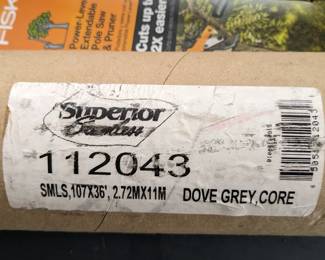 FISK
Power-Lever
Extendable
Pole Saw
& Pruner
Cuts up to
2X easier
Superior
Seamless
112043
SMLS,107X36', 2.72MX11M DOVE GREY,CORE